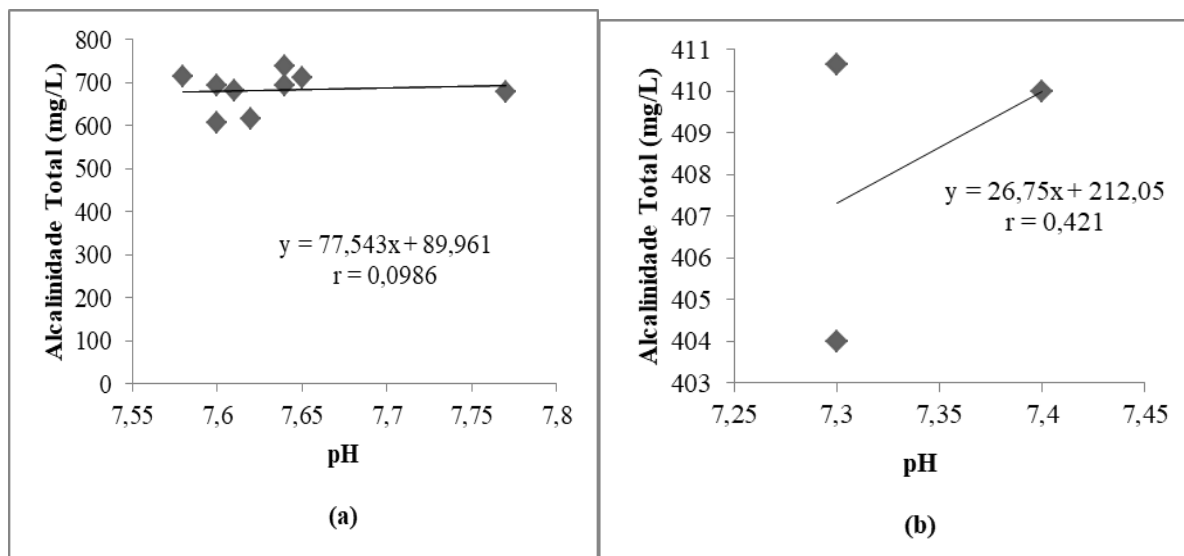 Alcalinidade Total (mg/L)
800
700
600
500
400
300
200
100
0
y = 77,543x + 89,961
r = 0,0986
7,55 7,6 7,65 7,7 7,75 7,8
pH
(a)
Alcalinidade Total (mg/L)
411
410
409
408
407
406
405
404
403
y = 26,75x + 212,05
r = 0,421
7,25 7,3 7,35 7,4 7,45
pH
(b)